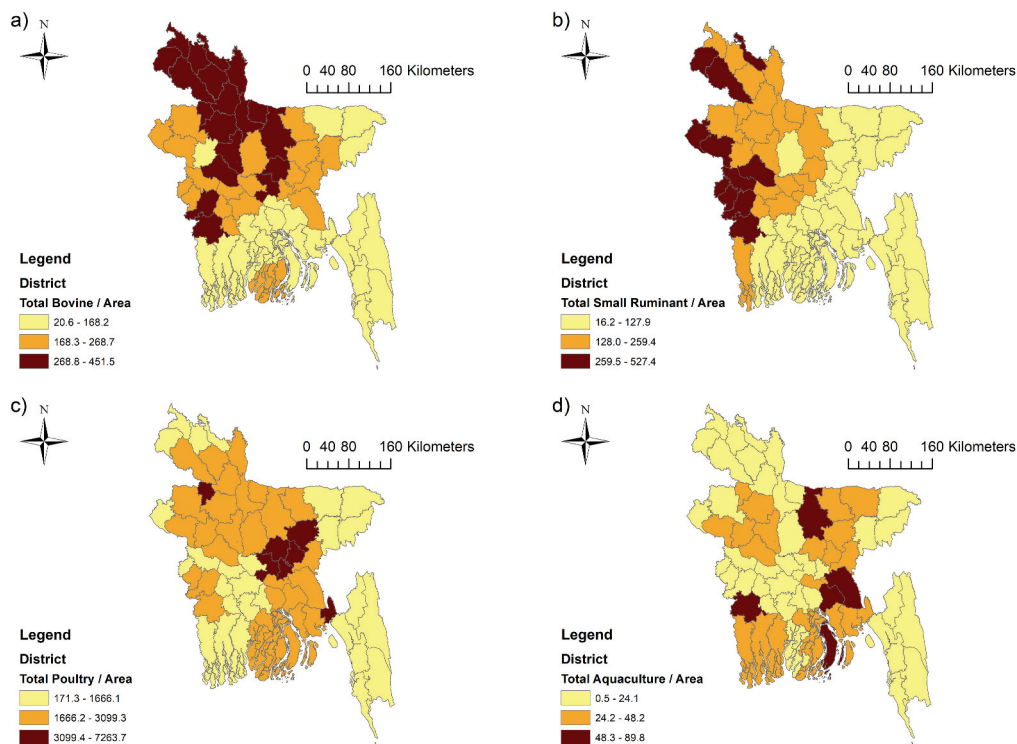 a)
N
0 40 80 160 Kilometers
Legend
District
Total Bovine / Area
20.6 - 168.2
168.3 - 268.7
268.8 - 451.5
b)
N
0 40 80 160 Kilometers
Legend
District
Total Small Ruminant / Area
16.2 - 127.9
128.0 - 259.4
259.5 - 527.4
c)
N
0 40 80 160 Kilometers
Legend
District
Total Poultry / Area
171.3 - 1666.1
1666.2 - 3099.3
3099.4 - 7263.7
d)
N
0 40 80 160 Kilometers
Legend
District
Total Aquaculture / Area
0.5 - 24.1
24.2 - 48.2
48.3 - 89.8